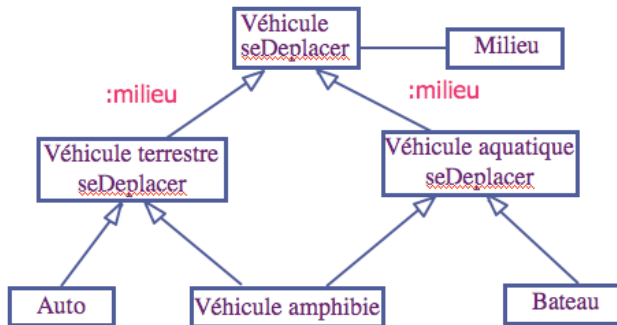 Véhicule
seDeplacer
Milieu
:milieu
:milieu
Véhicule terrestre
seDeplacer
Véhicule aquatique
seDeplacer
Auto
Véhicule amphibie
Bateau